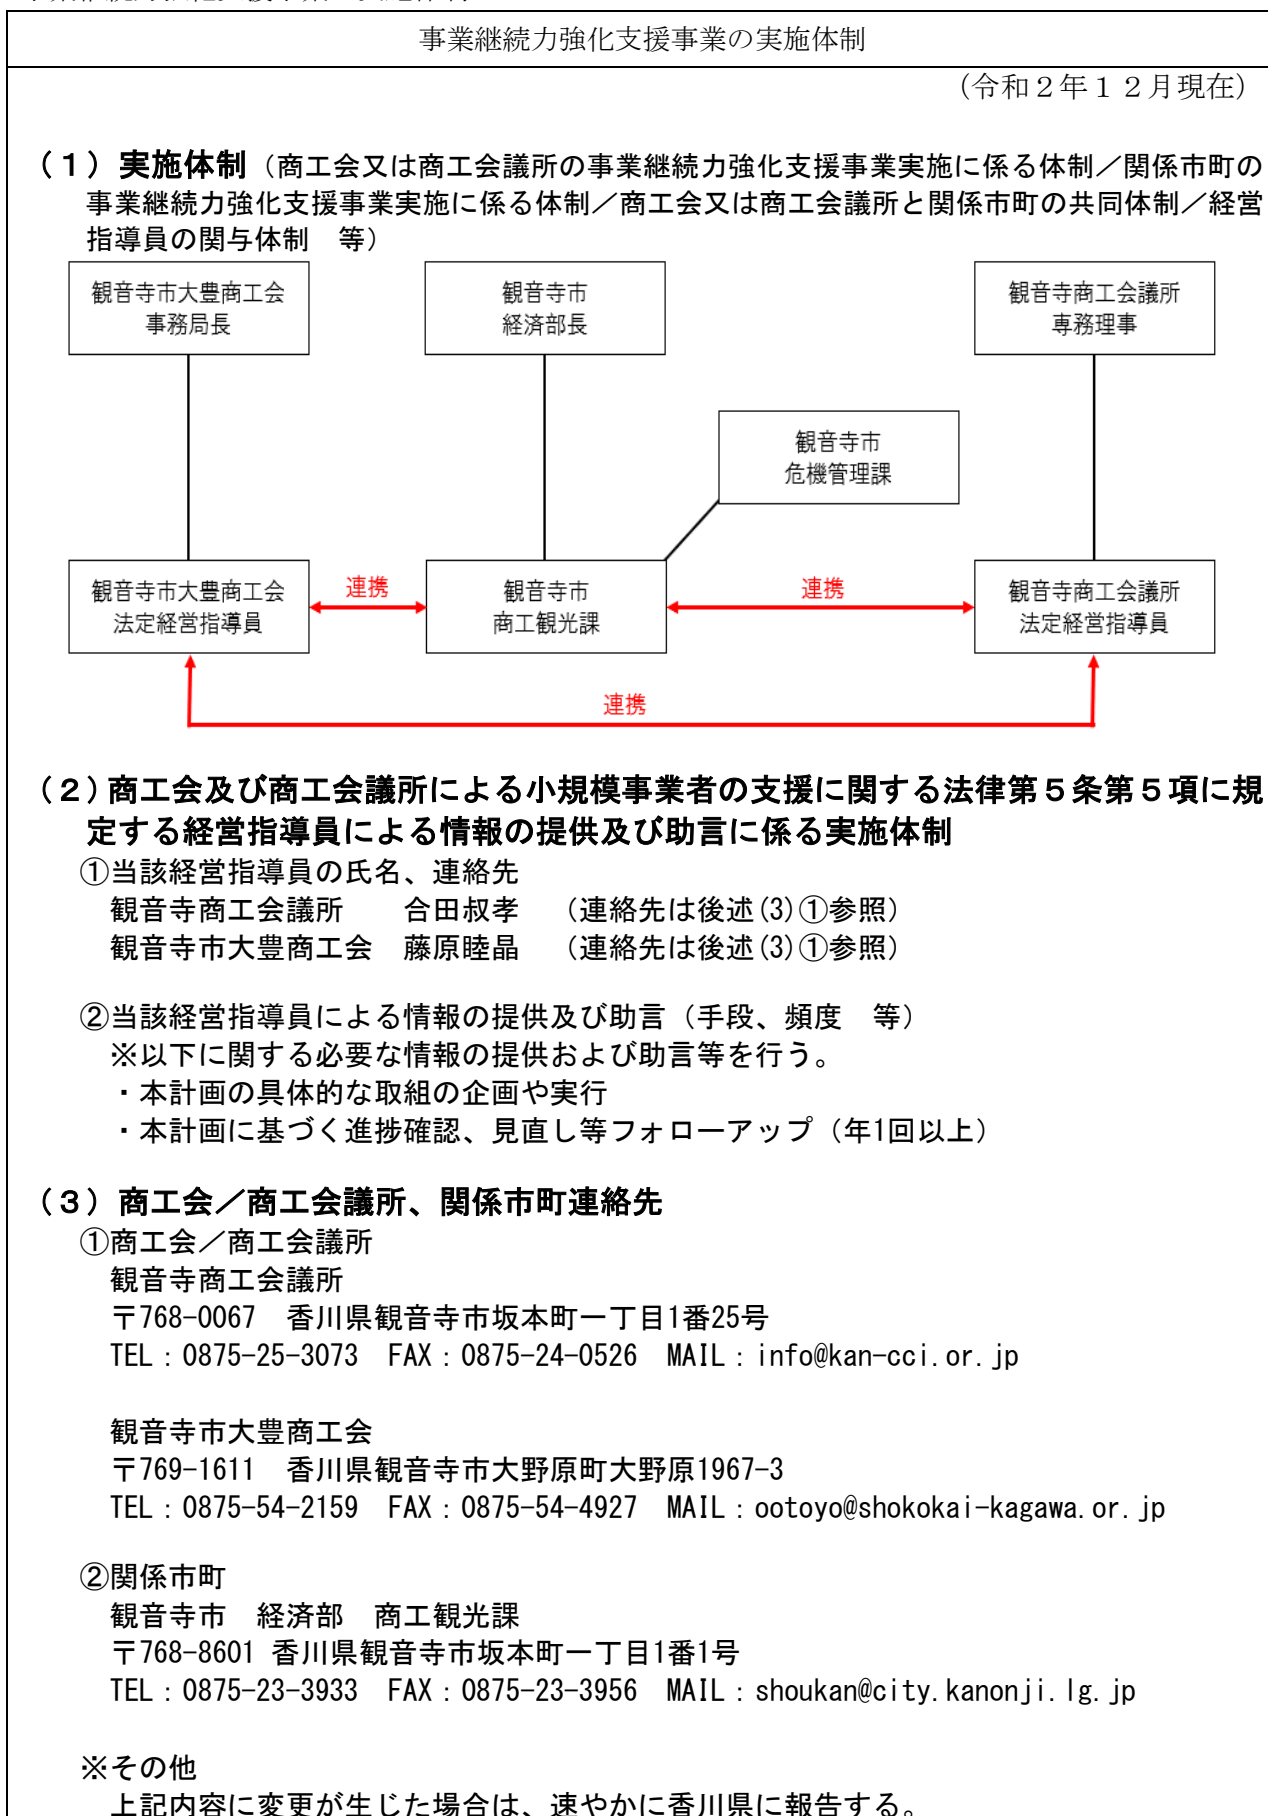 事業継続力強化支援事業の実施体制
（令和２年１２月現在）
（１）実施体制（商工会又は商工会議所の事業継続力強化支援事業実施に係る体制／関係市町の
事業継続力強化支援事業実施に係る体制／商工会又は商工会議所と関係市町の共同体制／経営
指導員の関与体制　等）
観音寺市大豊商工会
事務局長
観音寺市
経済部長
観音寺商工会議所
専務理事
観音寺市
危機管理課
観音寺市大豊商工会
法定経営指導員
連携
観音寺市
商工観光課
連携
観音寺商工会議所
法定経営指導員
連携
（２）商工会及び商工会議所による小規模事業者の支援に関する法律第５条第５項に規
定する経営指導員による情報の提供及び助言に係る実施体制
①当該経営指導員の氏名、連絡先
観音寺商工会議所　　合田叔孝　（連絡先は後述(3)①参照）
観音寺市大豊商工会　藤原睦晶　（連絡先は後述(3)①参照）
②当該経営指導員による情報の提供及び助言（手段、頻度　等）
※以下に関する必要な情報の提供および助言等を行う。
・本計画の具体的な取組の企画や実行
・本計画に基づく進捗確認、見直し等フォローアップ（年1回以上）
（３）商工会／商工会議所、関係市町連絡先
①商工会／商工会議所
観音寺商工会議所
〒768-0067　香川県観音寺市坂本町一丁目1番25号
TEL：0875-25-3073　FAX：0875-24-0526　MAIL：info@kan-cci.or.jp
観音寺市大豊商工会
〒769-1611　香川県観音寺市大野原町大野原1967-3
TEL：0875-54-2159　FAX：0875-54-4927　MAIL：ootoyo@shokokai-kagawa.or.jp
②関係市町
観音寺市　経済部　商工観光課
〒768-8601 香川県観音寺市坂本町一丁目1番1号
TEL：0875-23-3933　FAX：0875-23-3956　MAIL：shoukan@city.kanonji.lg.jp
※その他
上記内容に変更が生じた場合は、速やかに香川県に報告する。